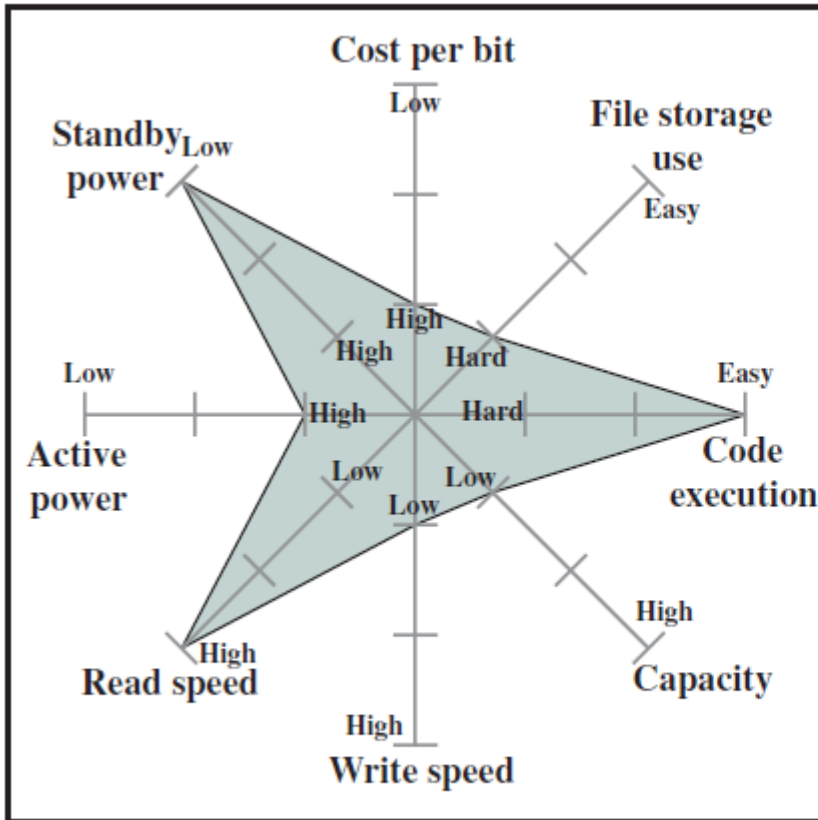 Cost per bit
Low
File storage
use
Easy
Standby
Low
power
High
High
Hard
Low
High
Hard
Easy
Active
power
Code
execution
Low
Low
Low
High
Read speed
High
Capacity
High
Write speed